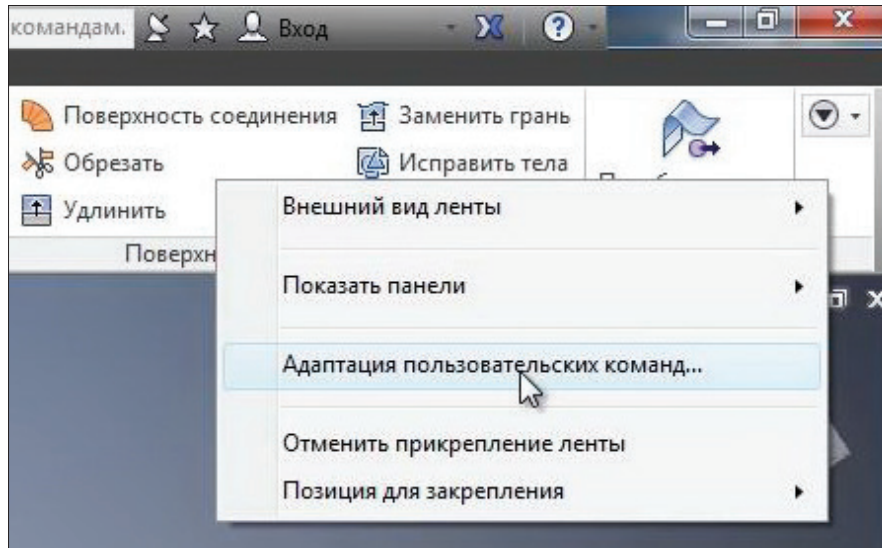 командам.
Вход
Поверхность соединения
Заменить грань
Обрезать
Исправить тела
Удлинить
Внешний вид ленты
Показать панели
Адаптация пользовательских команд...
Отменить прикрепление ленты
Позиция для закрепления